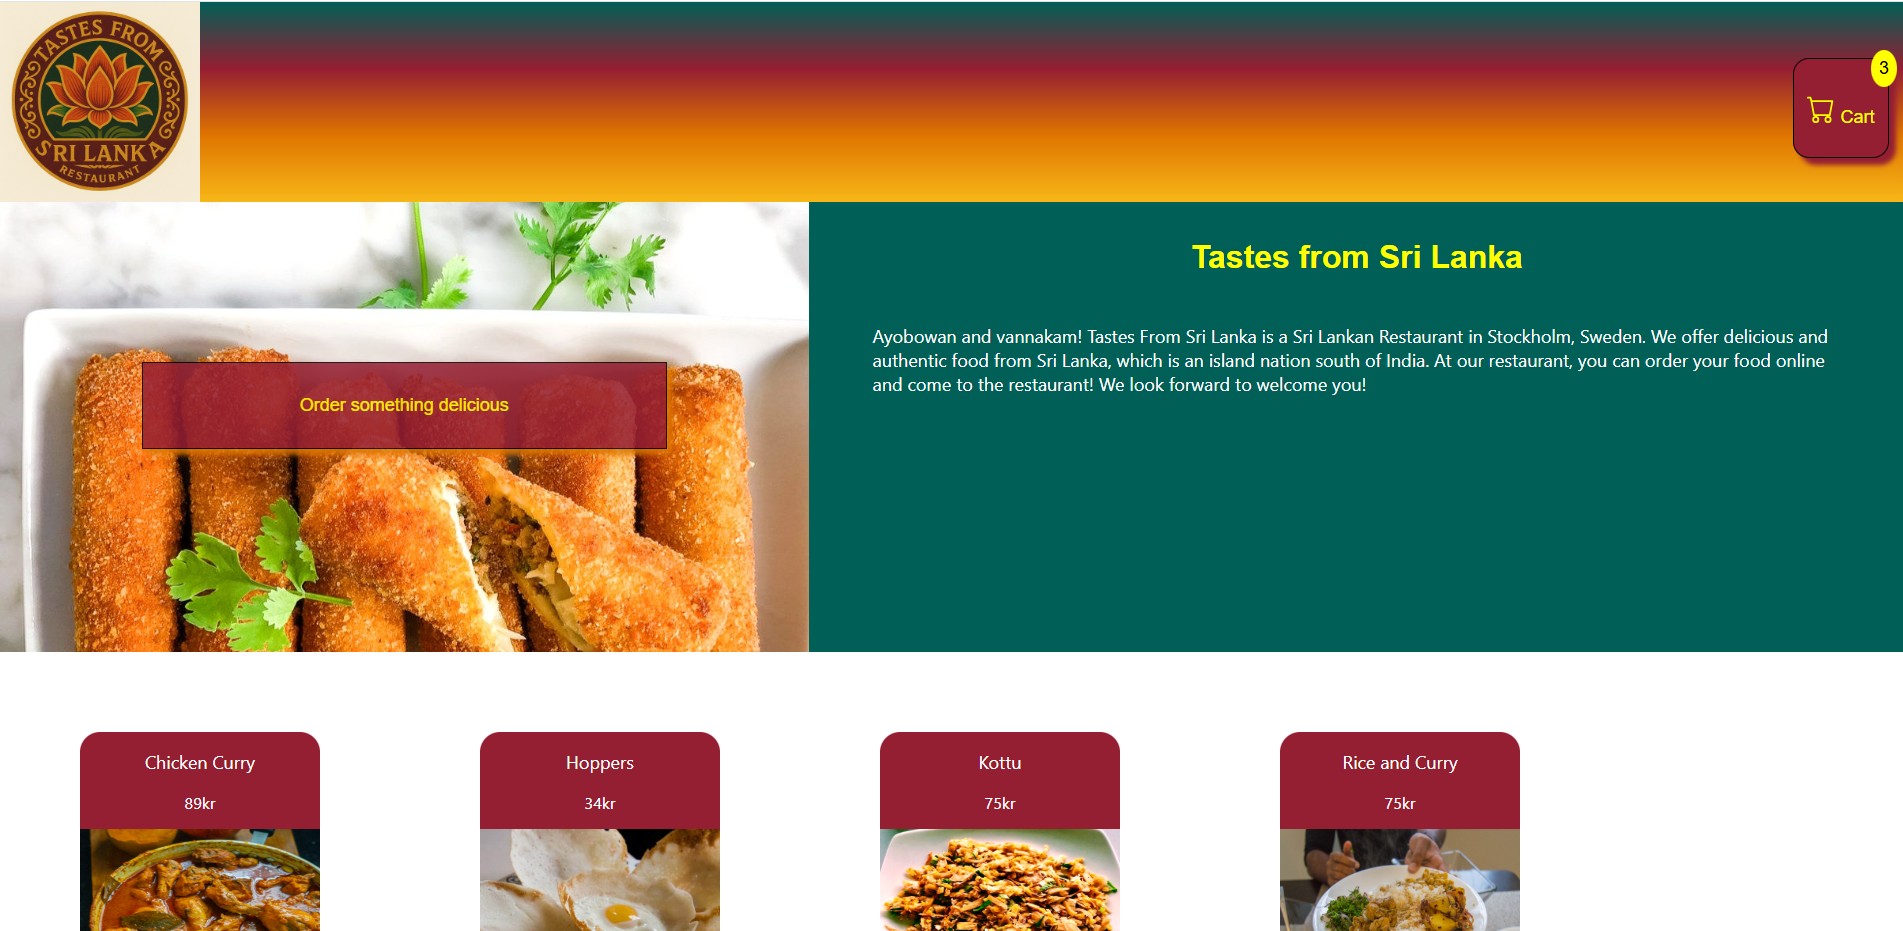 TASTES FROM
SRI LANKA
RESTAURANT
3
Cart
Tastes from Sri Lanka
Ayobowan and vannakam! Tastes From Sri Lanka is a Sri Lankan Restaurant in Stockholm, Sweden. We offer delicious and
authentic food from Sri Lanka, which is an island nation south of India. At our restaurant, you can order your food online
and come to the restaurant! We look forward to welcome you!
Order something delicious
Chicken Curry
89kr
Hoppers
34kr
Kottu
75kr
Rice and Curry
75kr